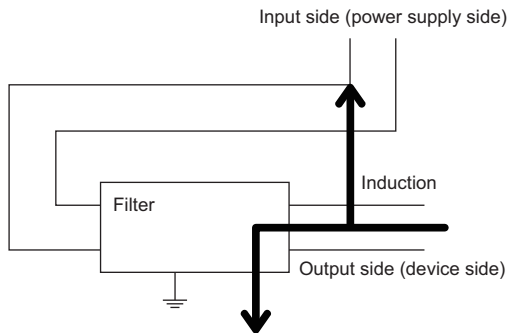 Input side (power supply side)
Induction
Filter
Output side (device side)